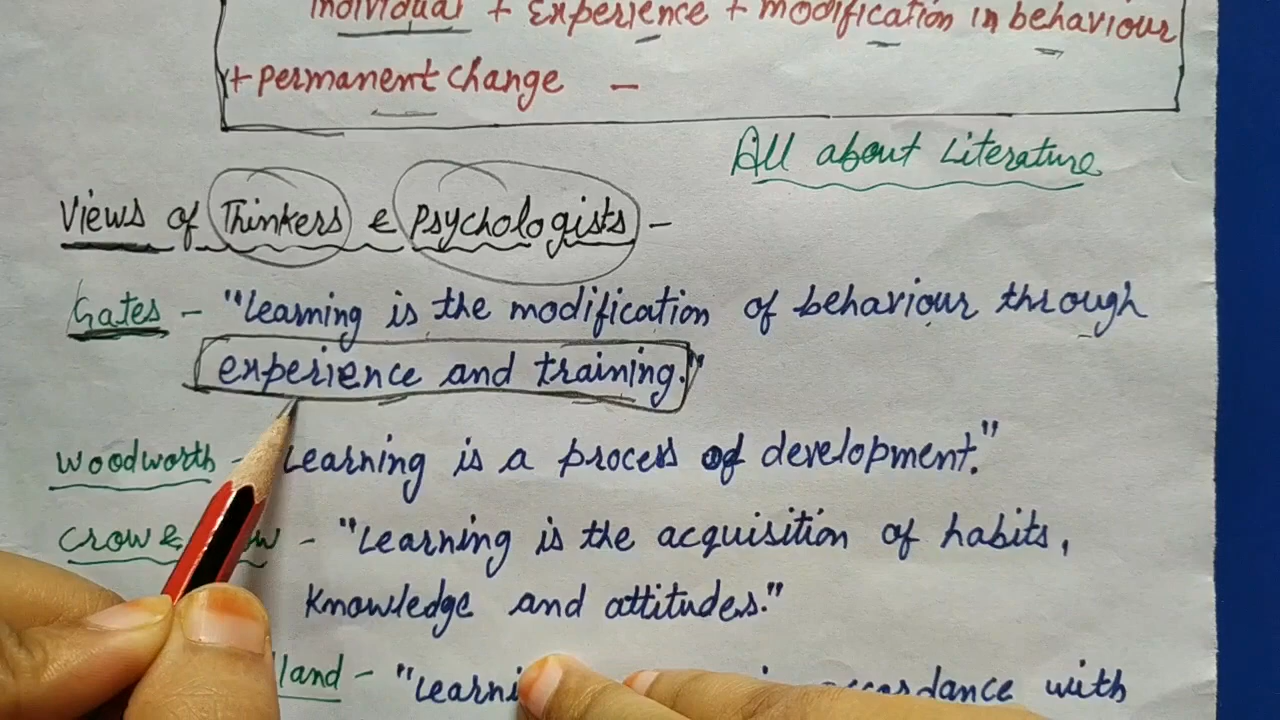 Individual + Experience + modification in behaviour
+ permanent change -
All about Literature
Views of Thinkers & Psychologists -
Gates - "Learning is the modification of behaviour through
experience and training."
Woodworth - Learning is a process of development."
Crow & - "Learning is the acquisition of habits,
Knowledge and attitudes."
- "Learni accordance with